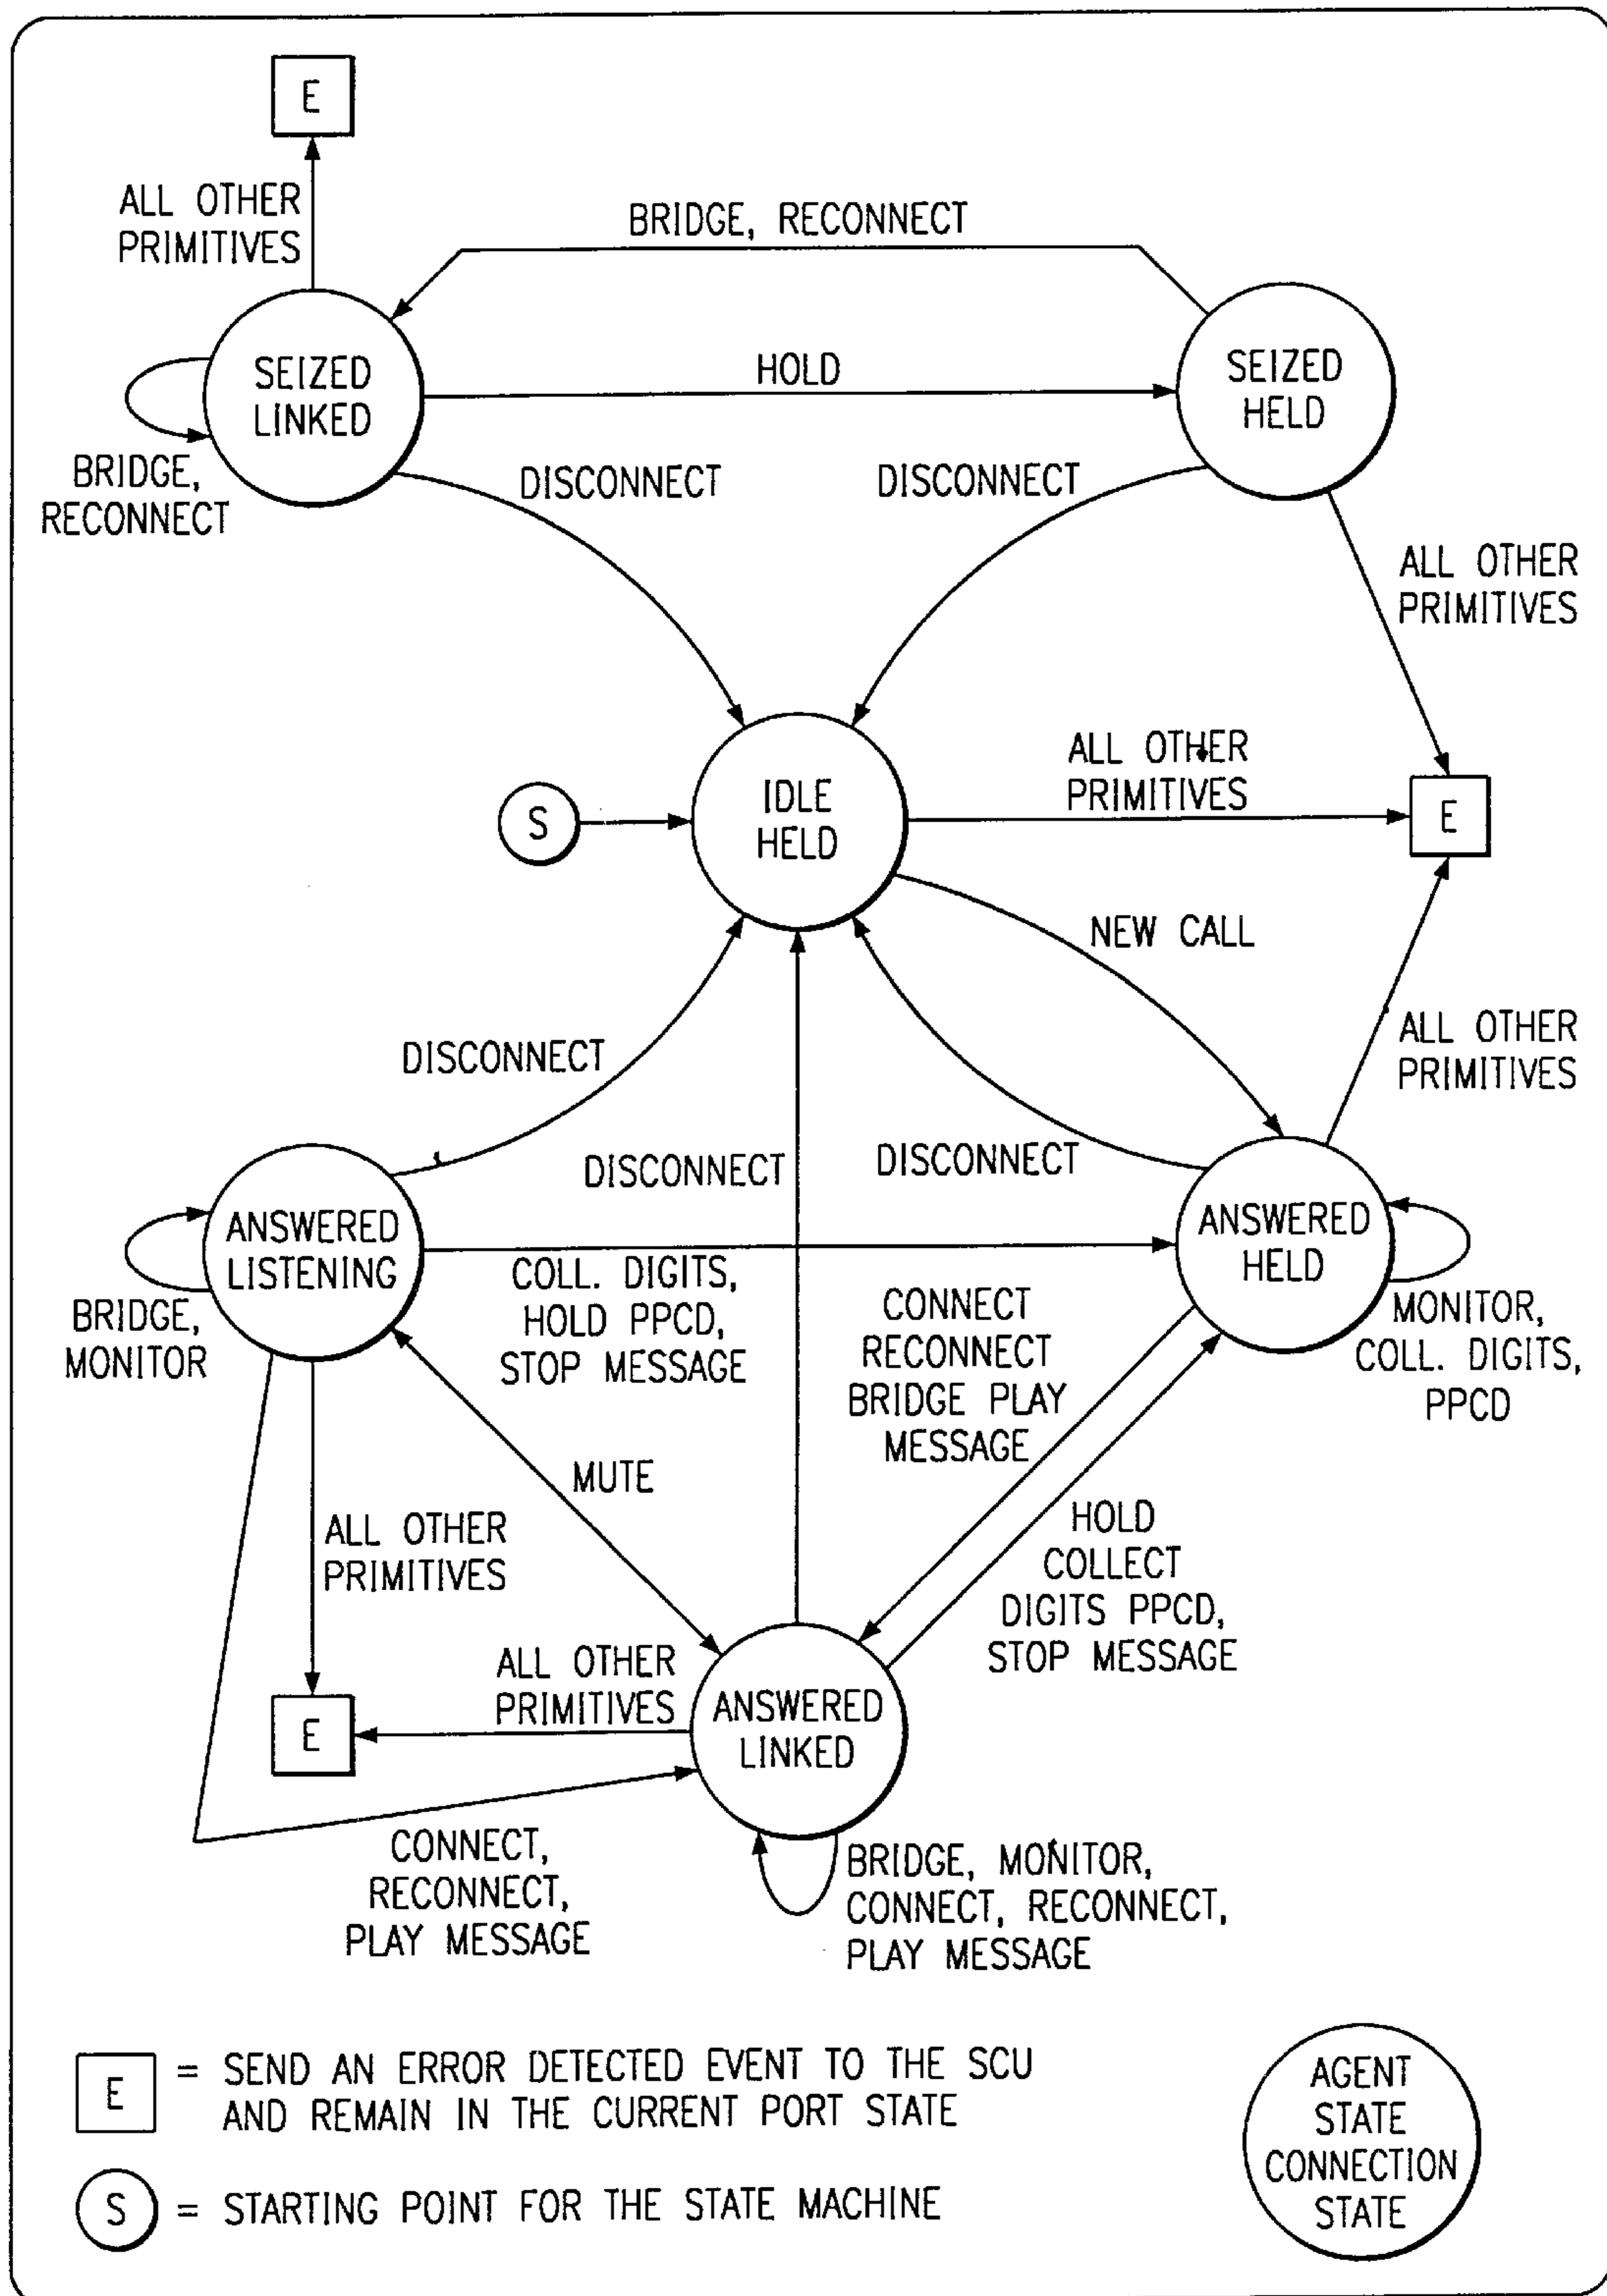 E
ALL OTHER
PRIMITIVES
BRIDGE, RECONNECT
SEIZED
LINKED
HOLD
SEIZED
HELD
BRIDGE,
RECONNECT
DISCONNECT
DISCONNECT
ALL OTHER
PRIMITIVES
S
IDLE
HELD
ALL OTHER
PRIMITIVES
E
NEW CALL
DISCONNECT
ALL OTHER
PRIMITIVES
DISCONNECT
DISCONNECT
ANSWERED
LISTENING
ANSWERED
HELD
BRIDGE,
MONITOR
COLL. DIGITS,
HOLD PPCD,
STOP MESSAGE
CONNECT
RECONNECT
BRIDGE PLAY
MESSAGE
MONITOR,
COLL. DIGITS,
PPCD
MUTE
ALL OTHER
PRIMITIVES
HOLD
COLLECT
DIGITS PPCD,
STOP MESSAGE
ALL OTHER
PRIMITIVES
E
ANSWERED
LINKED
CONNECT,
RECONNECT,
PLAY MESSAGE
BRIDGE, MONITOR,
CONNECT, RECONNECT,
PLAY MESSAGE
E = SEND AN ERROR DETECTED EVENT TO THE SCU
AND REMAIN IN THE CURRENT PORT STATE
S = STARTING POINT FOR THE STATE MACHINE
AGENT
STATE
CONNECTION
STATE